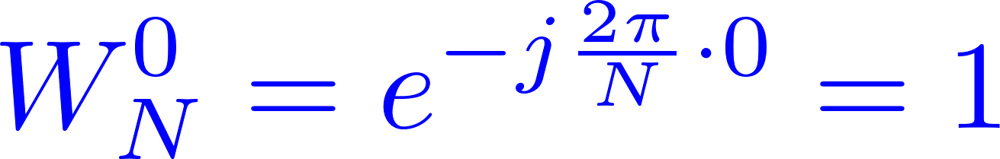 $W_N^0 = e^{-j\frac{2\pi}{N}\cdot 0} = 1$